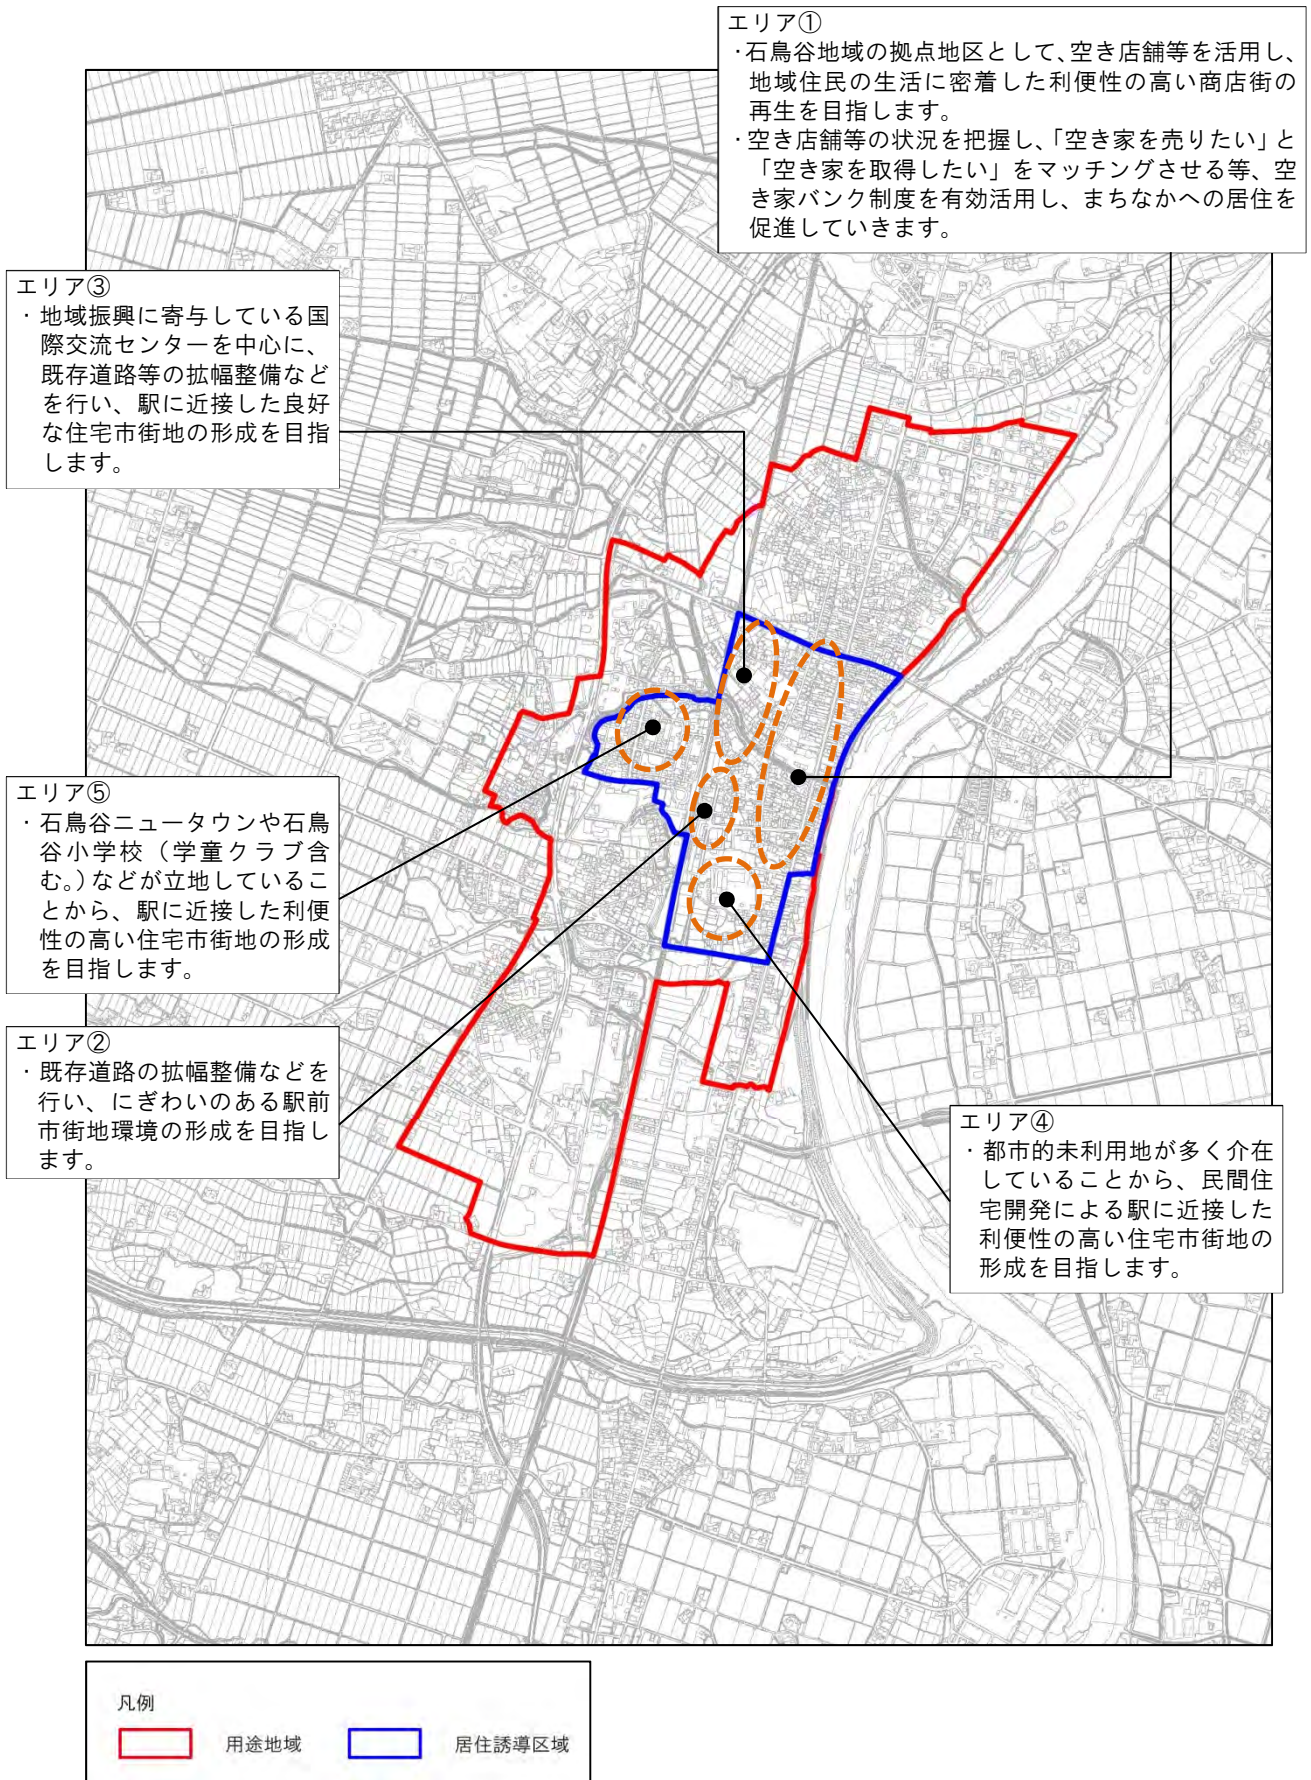 エリア①
・石鳥谷地域の拠点地区として、空き店舗等を活用し、
地域住民の生活に密着した利便性の高い商店街の
再生を目指します。
・空き店舗等の状況を把握し、「空き家を売りたい」と
「空き家を取得したい」をマッチングさせる等、空
き家バンク制度を有効活用し、まちなかへの居住を
促進していきます。
エリア③
・地域振興に寄与している国
際交流センターを中心に、
既存道路等の拡幅整備など
を行い、駅に近接した良好
な住宅市街地の形成を目指
します。
エリア⑤
・石鳥谷ニュータウンや石鳥
谷小学校（学童クラブ含
む。）などが立地しているこ
とから、駅に近接した利便
性の高い住宅市街地の形成
を目指します。
エリア②
・既存道路の拡幅整備などを
行い、にぎわいのある駅前
市街地環境の形成を目指し
ます。
エリア④
・都市的未利用地が多く介在
していることから、民間住
宅開発による駅に近接した
利便性の高い住宅市街地の
形成を目指します。
凡例
用途地域
居住誘導区域